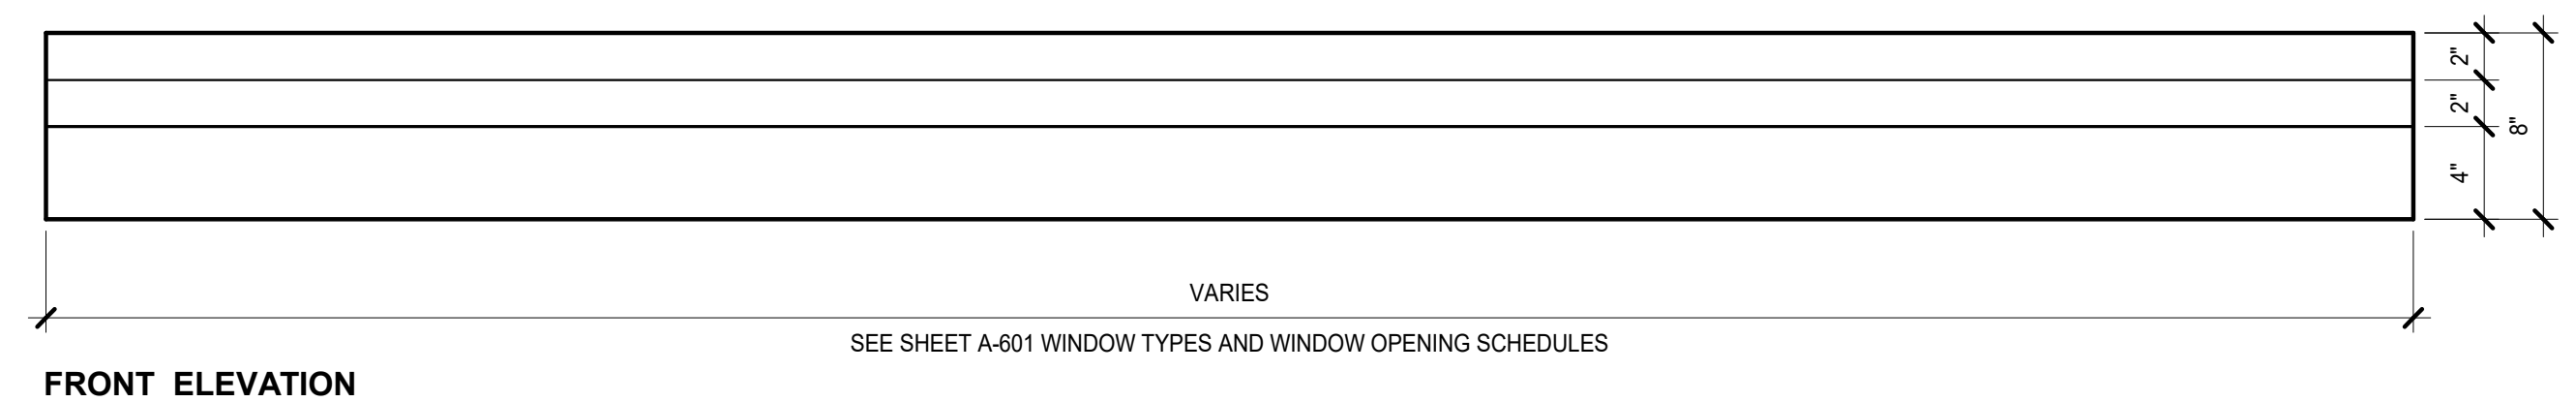 2"
2"
8"
4"
VARIES
SEE SHEET A-601 WINDOW TYPES AND WINDOW OPENING SCHEDULES
FRONT ELEVATION